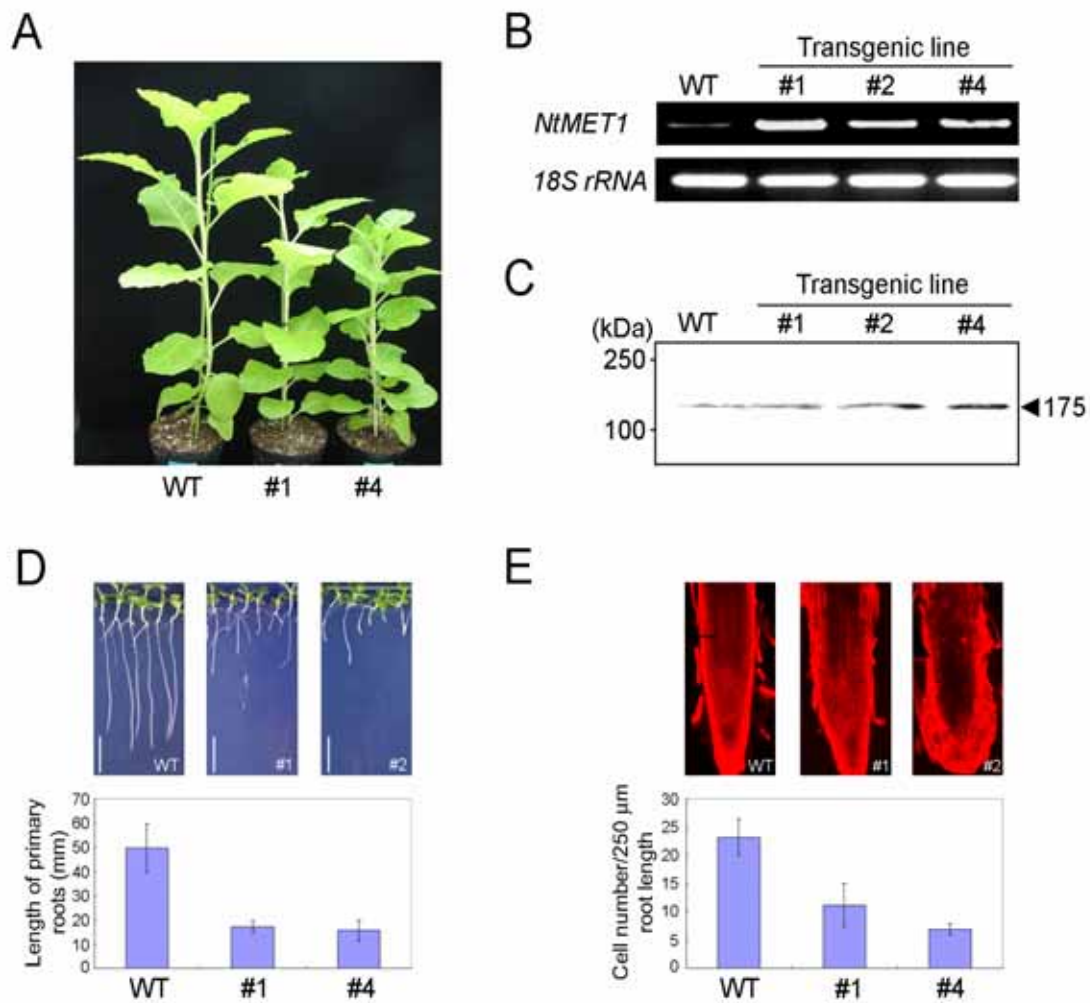 A
WT #1 #4
B
Transgenic line
WT #1 #2 #4
NtMET1
18S rRNA
C
Transgenic line
(kDa) WT #1 #2 #4
250
100
175
D
WT #1 #2
Length of primary
roots (mm)
70
60
50
40
30
20
10
0
WT #1 #4
E
WT #1 #2
Cell number/250 µm
root length
30
25
20
15
10
5
0
WT #1 #4